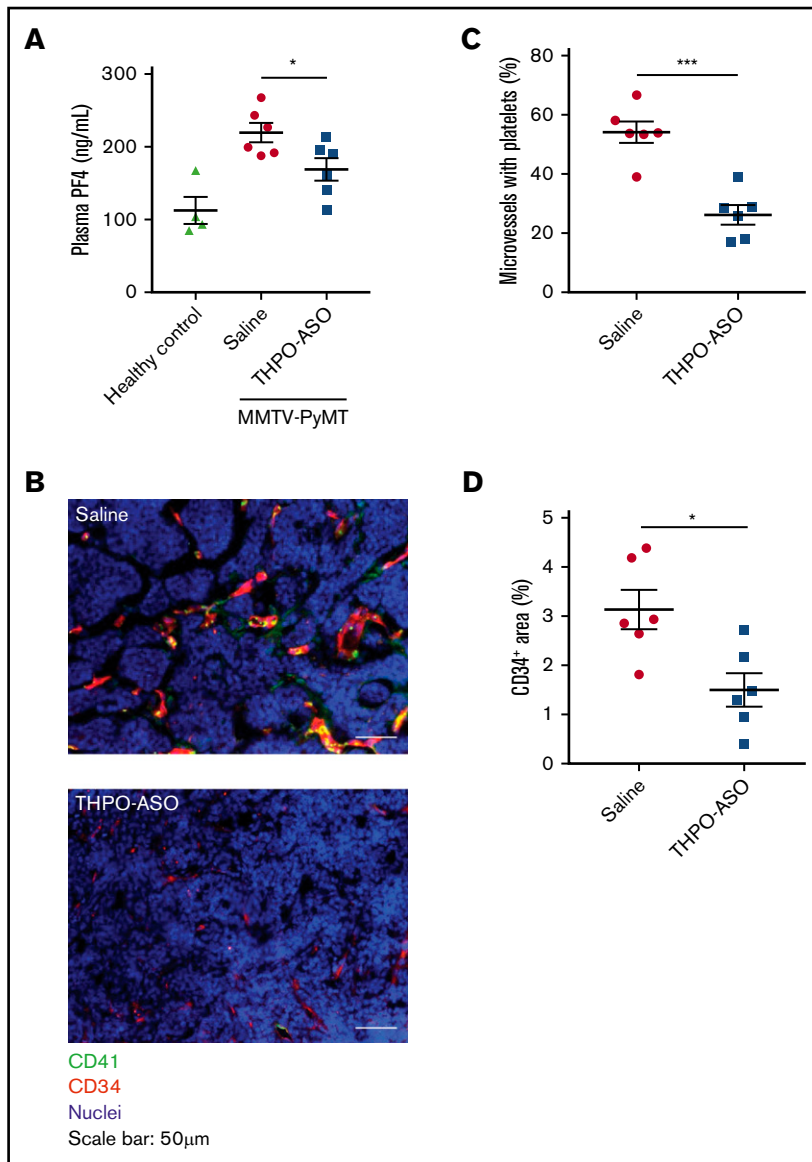 A
Plasma PF4 (ng/mL)
300
200
100
0
*
Healthy control
Saline
THPO-ASO
MMTV-PyMT
B
Saline
THPO-ASO
CD41
CD34
Nuclei
Scale bar: 50μm
C
Microvessels with platelets (%)
80
60
40
20
0
***
Saline
THPO-ASO
D
CD34⁺ area (%)
5
4
3
2
1
0
*
Saline
THPO-ASO